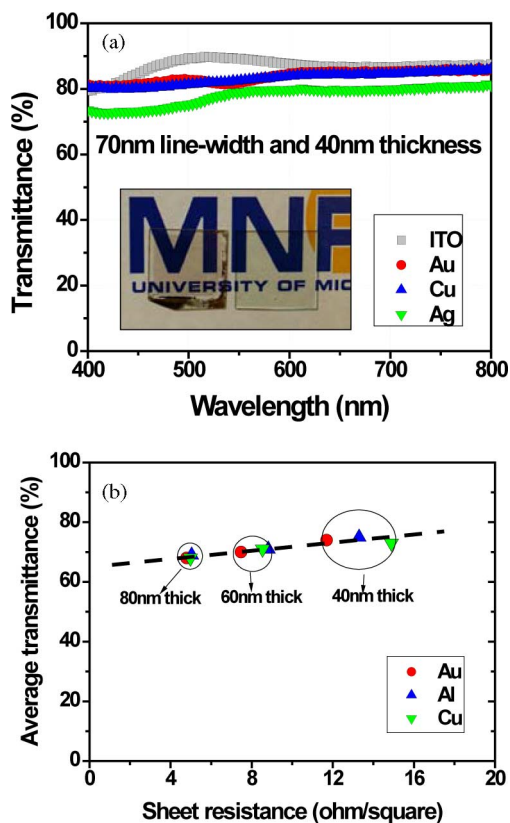 (a)
Transmittance (%)
100
80
60
40
20
0
70nm line-width and 40nm thickness
MNF
UNIVERSITY OF MIC
ITO
Au
Cu
Ag
400
500
600
700
800
Wavelength (nm)
(b)
Average transmittance (%)
100
80
60
40
20
0
80nm thick
60nm thick
40nm thick
Au
Al
Cu
0
4
8
12
16
20
Sheet resistance (ohm/square)